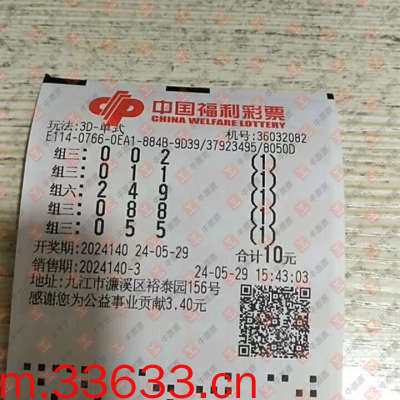 中国福利彩票
CHINA WELFARE LOTTERY
玩法:3D-单式 机号:36032082
E114-0766-0EA1-884B-9D39/37923495/8050D
组三: 0 0 2 (1)
组三: 0 1 1 (1)
组六: 2 4 9 (1)
组三: 0 8 8 (1)
组三: 0 5 5 (1)
开奖期:2024140 24-05-29 合计10元
销售期:2024140-3 24-05-29 15:43:03
地址:九江市濂溪区裕泰园156号
感谢您为公益事业贡献3.40元
m.33633.cn